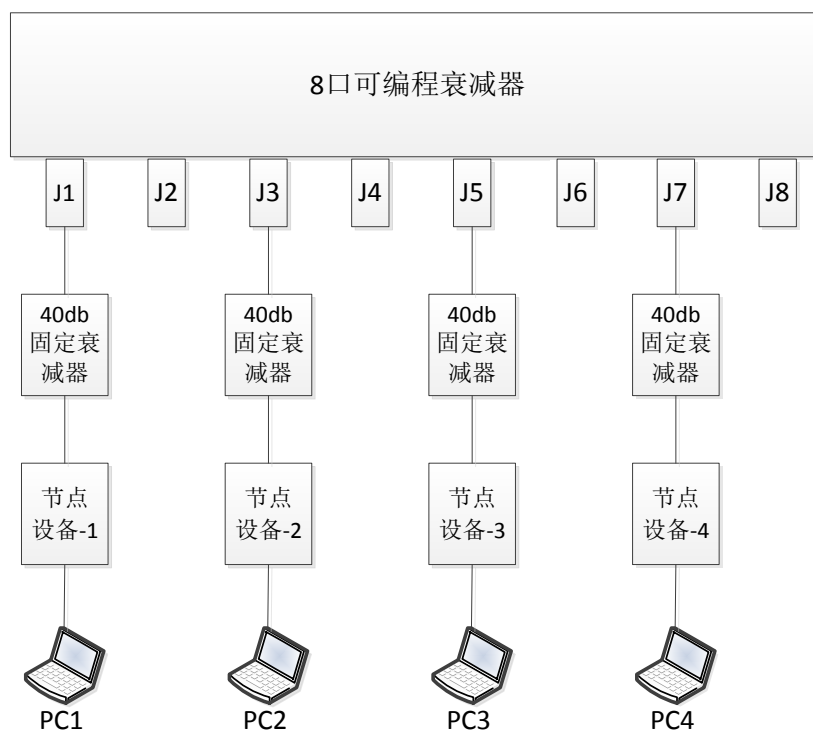 8口可编程衰减器
J1 J2 J3 J4 J5 J6 J7 J8
40db 40db 40db 40db
固定衰 固定衰 固定衰 固定衰
减器 减器 减器 减器
节点 节点 节点 节点
设备-1 设备-2 设备-3 设备-4
PC1 PC2 PC3 PC4